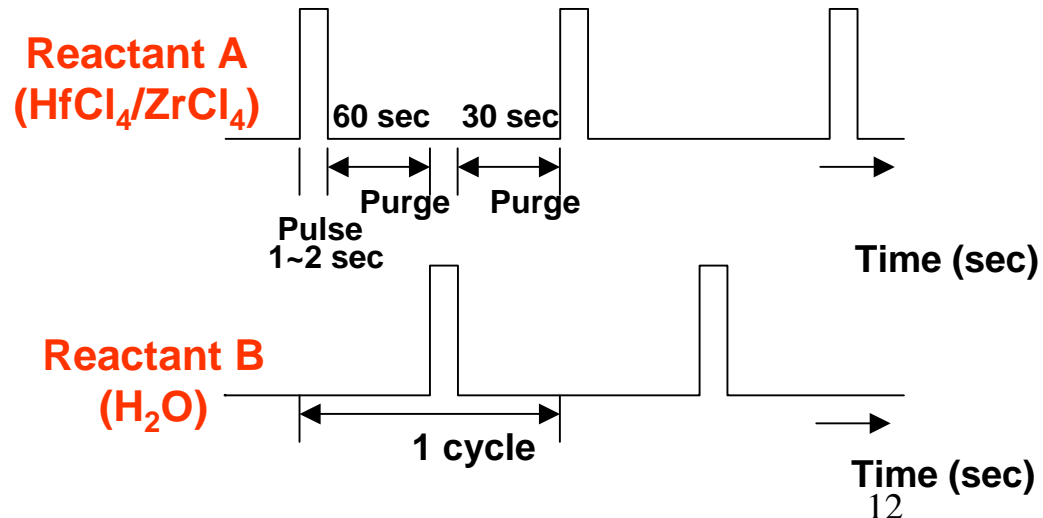 Reactant A
(HfCl₄/ZrCl₄)
60 sec
30 sec
Purge
Purge
Pulse
1~2 sec
Time (sec)
Reactant B
(H₂O)
1 cycle
Time (sec)
12